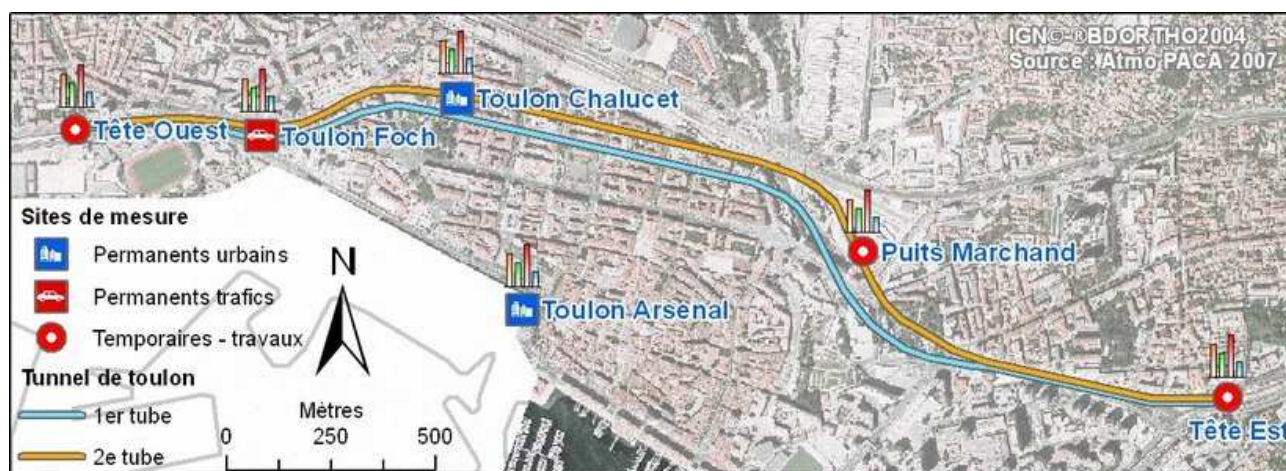 IGN©-®BDORTHO2004
Source : Atmo PACA 2007
Toulon Chalucet
Tête Ouest
Toulon Foch
Puits Marchand
Toulon Arsenal
Tête Est
Sites de mesure
Permanents urbains
Permanents trafics
Temporaires - travaux
Tunnel de toulon
1er tube
2e tube
N
Mètres
0 250 500